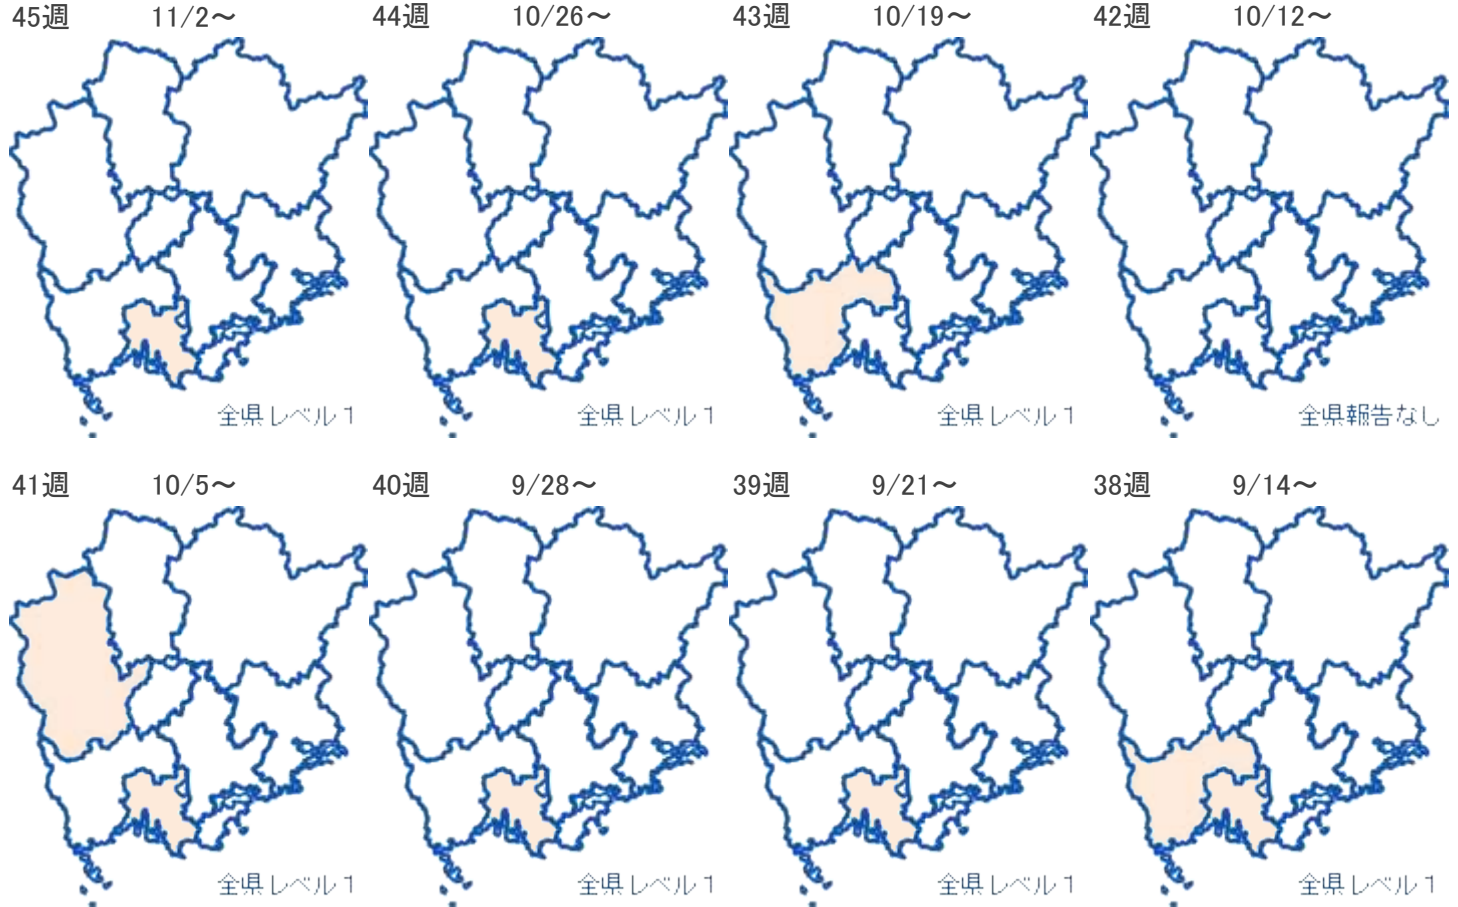 45週 11/2～
44週 10/26～
43週 10/19～
42週 10/12～
全県レベル1
全県レベル1
全県レベル1
全県報告なし
41週 10/5～
40週 9/28～
39週 9/21～
38週 9/14～
全県レベル1
全県レベル1
全県レベル1
全県レベル1